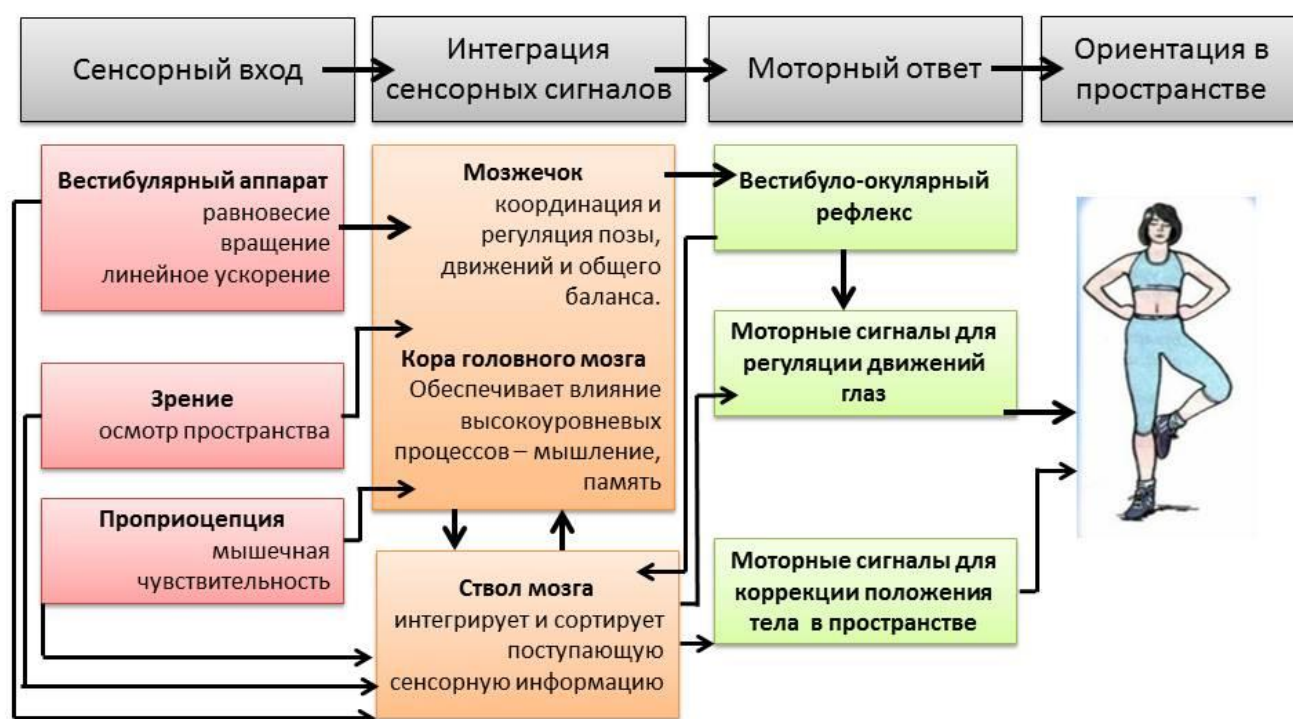 Сенсорный вход
Интеграция
сенсорных сигналов
Моторный ответ
Ориентация в
пространстве
Вестибулярный аппарат
равновесие
вращение
линейное ускорение
Зрение
осмотр пространства
Проприоцепция
мышечная
чувствительность
Мозжечок
координация и
регуляция позы,
движений и общего
баланса.
Кора головного мозга
Обеспечивает влияние
высокоуровневых
процессов – мышление,
память
Ствол мозга
интегрирует и сортирует
поступающую
сенсорную информацию
Вестибуло-окулярный
рефлекс
Моторные сигналы для
регуляции движений
глаз
Моторные сигналы для
коррекции положения
тела в пространстве